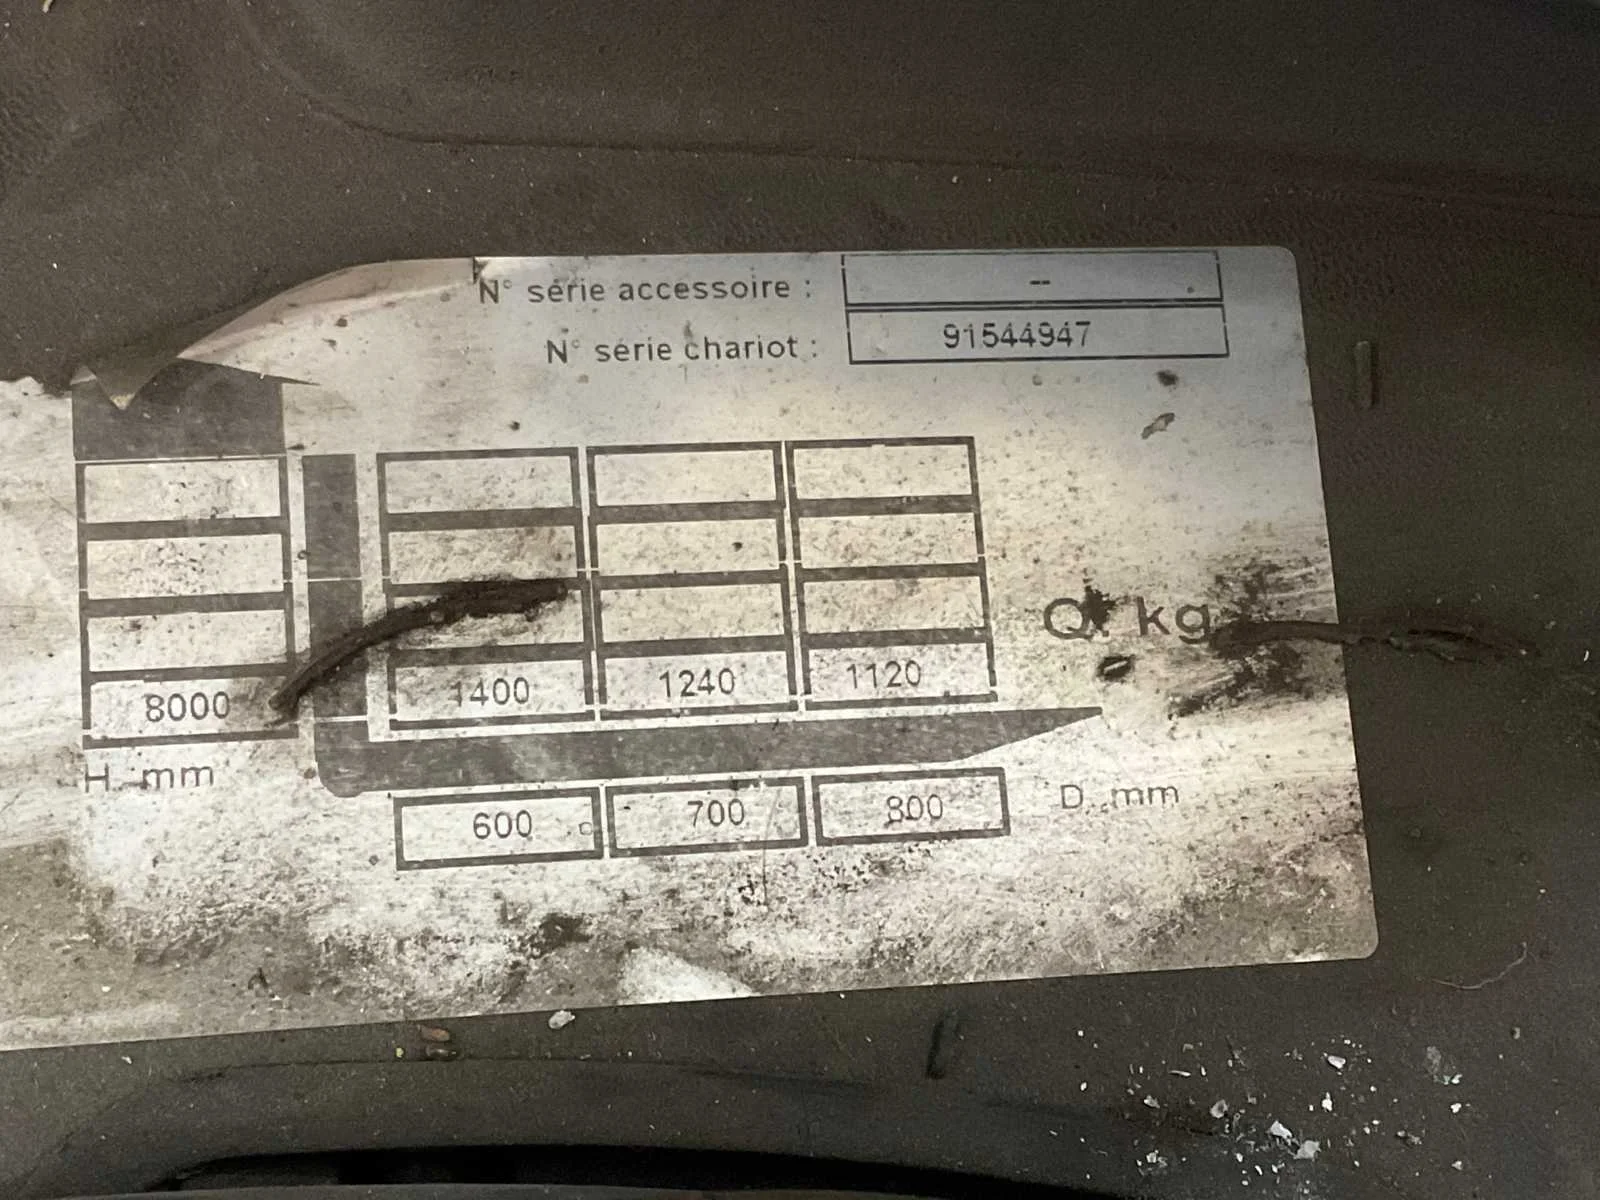 N° série accessoire : --
N° série chariot : 91544947
8000 1400 1240 1120 Q. kg
H. mm
600 700 800 D. mm